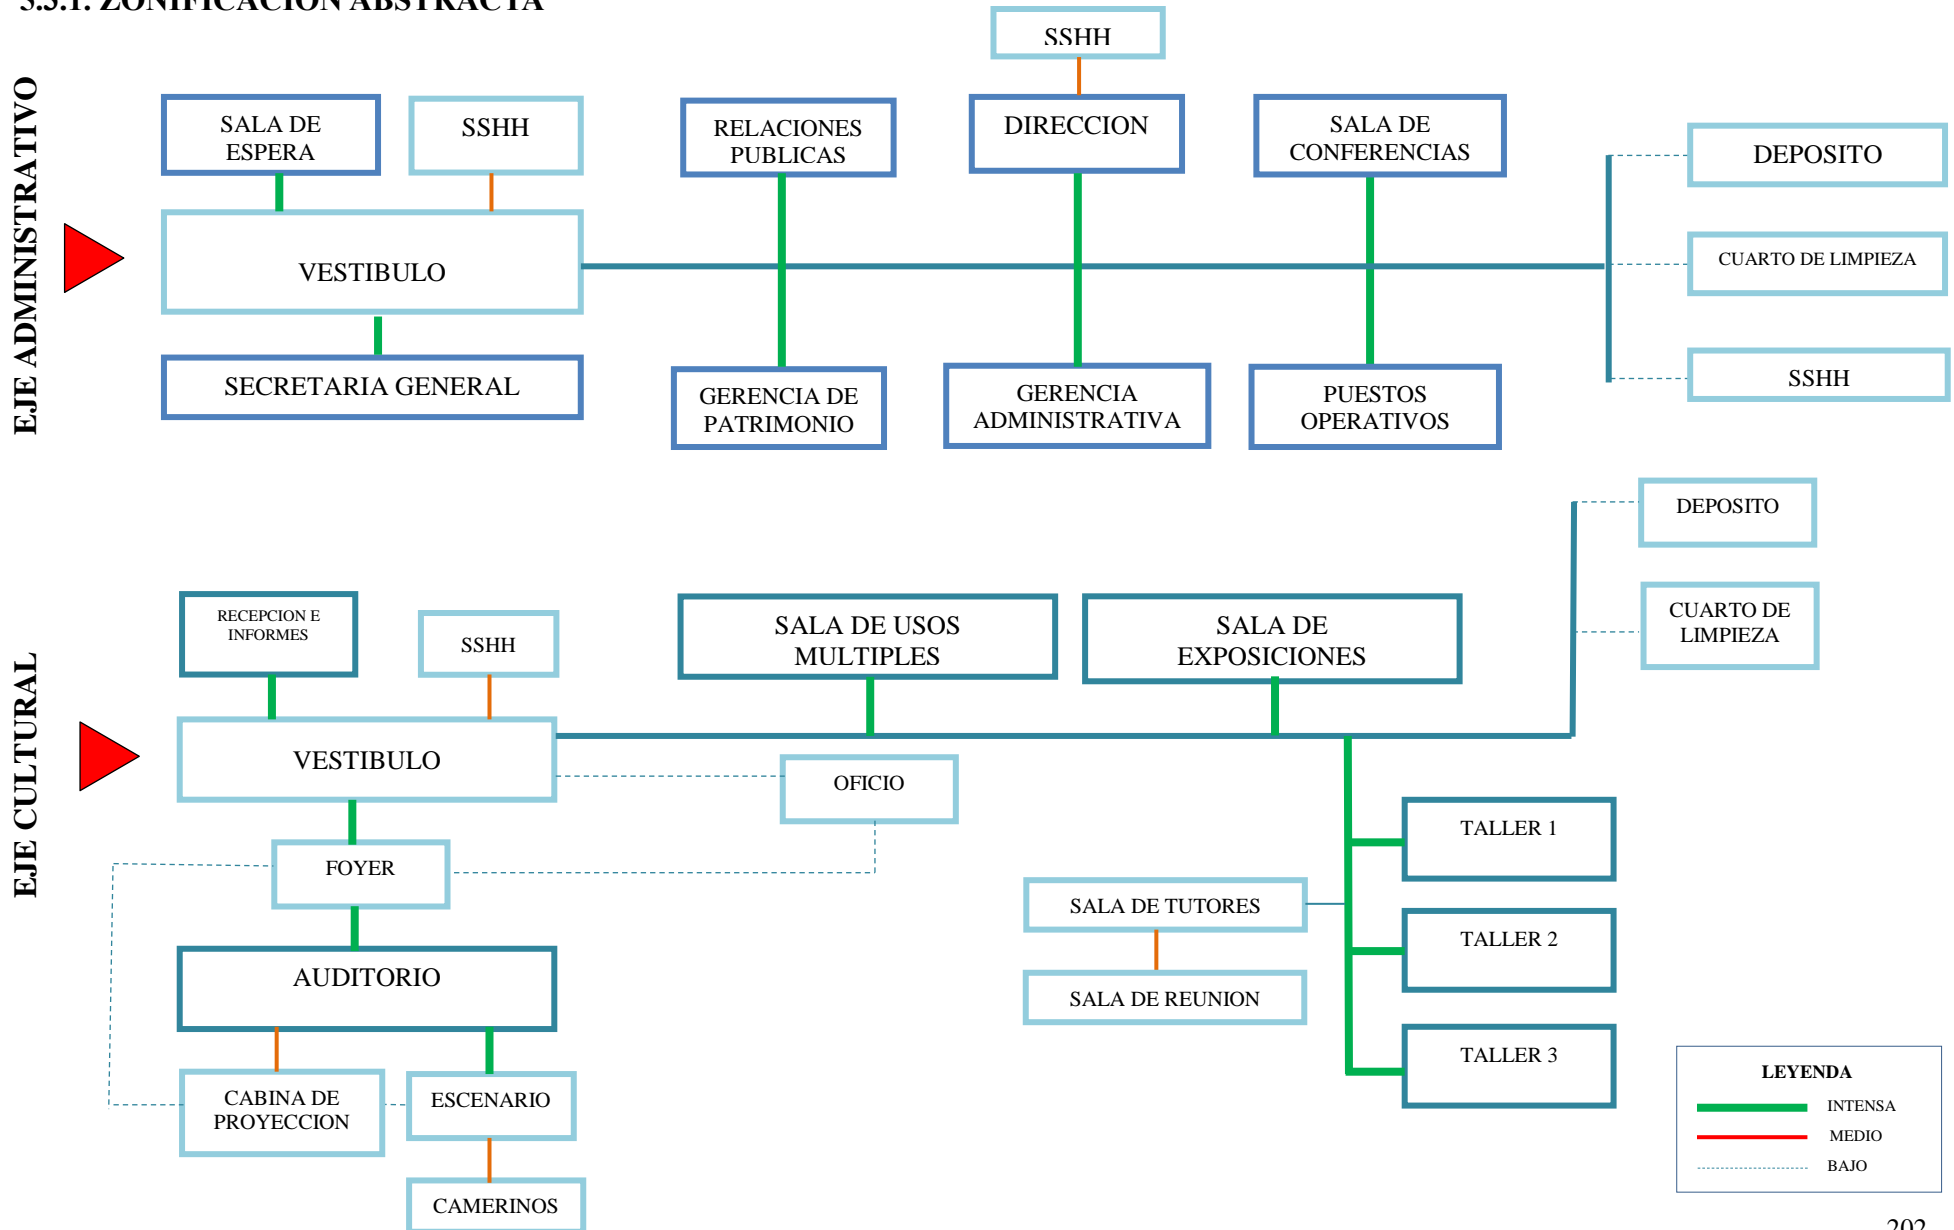 5.5.1. ZONIFICACION ABSTRACTA
EJE ADMINISTRATIVO
SSHH
SALA DE
ESPERA
SSHH
RELACIONES
PUBLICAS
DIRECCION
SALA DE
CONFERENCIAS
DEPOSITO
VESTIBULO
CUARTO DE LIMPIEZA
SECRETARIA GENERAL
GERENCIA DE
PATRIMONIO
GERENCIA
ADMINISTRATIVA
PUESTOS
OPERATIVOS
SSHH
EJE CULTURAL
DEPOSITO
RECEPCION E
INFORMES
SSHH
SALA DE USOS
MULTIPLES
SALA DE
EXPOSICIONES
CUARTO DE
LIMPIEZA
VESTIBULO
OFICIO
FOYER
TALLER 1
SALA DE TUTORES
TALLER 2
AUDITORIO
SALA DE REUNION
TALLER 3
CABINA DE
PROYECCION
ESCENARIO
CAMERINOS
LEYENDA
INTENSA
MEDIO
BAJO
202